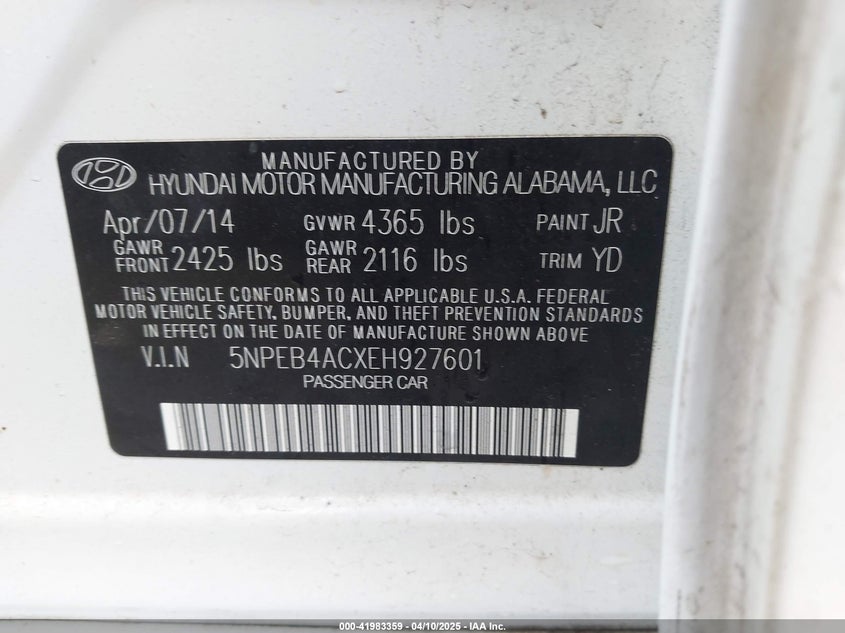 MANUFACTURED BY
HYUNDAI MOTOR MANUFACTURING ALABAMA, LLC
Apr/07/14 GVWR 4365 lbs PAINT JR
GAWR FRONT 2425 lbs GAWR REAR 2116 lbs TRIM YD
THIS VEHICLE CONFORMS TO ALL APPLICABLE U.S.A. FEDERAL
MOTOR VEHICLE SAFETY, BUMPER, AND THEFT PREVENTION STANDARDS
IN EFFECT ON THE DATE OF MANUFACTURE SHOWN ABOVE
V.I.N 5NPEB4ACXEH927601
PASSENGER CAR
000-41983359 - 04/10/2025 - IAA Inc.